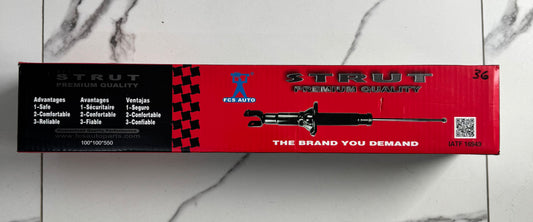 STRUT
PREMIUM QUALITY
Advantages
1-Safe
2-Comfortable
3-Reliable
Avantages
1-Sécuritaire
2-Comfortable
3-Fiable
Ventajas
1-Seguro
2-Comfortable
3-Confiable
www.fcsautoparts.com
100*100*550
FCS AUTO
STRUT
PREMIUM QUALITY
THE BRAND YOU DEMAND
36
IATF 16949